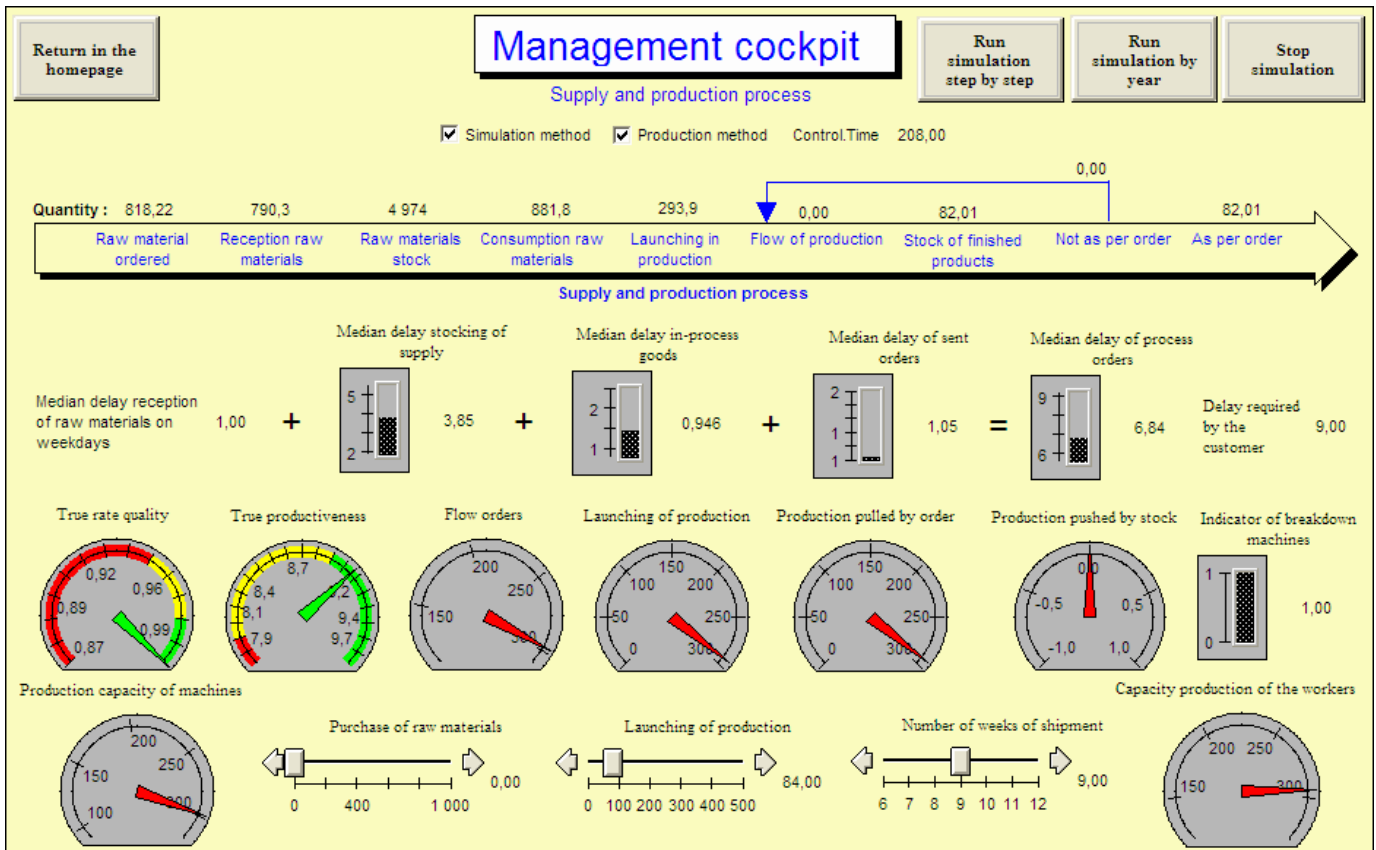 Return in the
homepage
Management cockpit
Run
simulation
step by step
Run
simulation by
year
Stop
simulation
Supply and production process
Simulation method
Production method
Control.Time 208,00
0,00
Quantity : 818,22 790,3 4 974 881,8 293,9 0,00 82,01 82,01
Raw material
ordered
Reception raw
materials
Raw materials
stock
Consumption raw
materials
Launching in
production
Flow of production
Stock of finished
products
Not as per order
As per order
Supply and production process
Median delay reception
of raw materials on
weekdays
1,00
+
Median delay stocking of
supply
5
2
3,85
+
Median delay in-process
goods
2
1
0,946
+
Median delay of sent
orders
2
1
1
1,05
=
Median delay of process
orders
9
6
6,84
Delay required
by the
customer
9,00
True rate quality
0,87
0,89
0,92
0,96
0,99
True productiveness
7,9
8,1
8,4
8,7
9,4
9,7
Flow orders
150
200
250
Launching of production
0
50
100
150
200
250
300
Production pulled by order
0
50
100
150
200
250
300
Production pushed by stock
-1,0
-0,5
0,0
0,5
1,0
Indicator of breakdown
machines
1
0
1,00
Production capacity of machines
100
150
200
250
Purchase of raw materials
0 400 1 000
0,00
Launching of production
0 100 200 300 400 500
84,00
Number of weeks of shipment
6 7 8 9 10 11 12
9,00
Capacity production of the workers
150
200
250
300